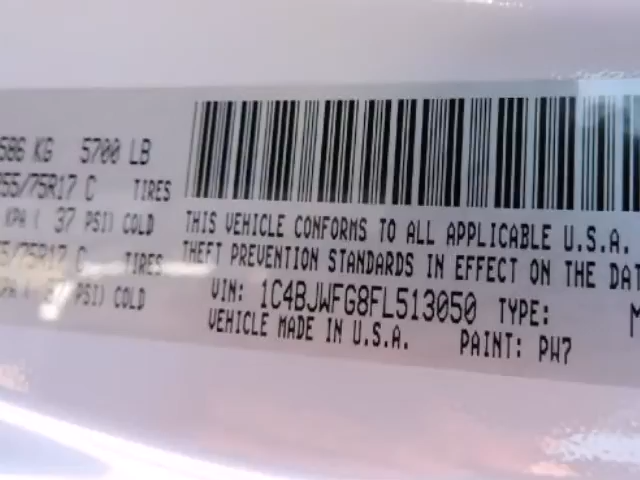 586 KG 5700 LB
255/75R17 C TIRES
KPA ( 37 PSI) COLD
5/75R17 C TIRES
KPA ( 37 PSI) COLD
THIS VEHICLE CONFORMS TO ALL APPLICABLE U.S.A.
THEFT PREVENTION STANDARDS IN EFFECT ON THE DAT
VIN: 1C4BJWFG8FL513050 TYPE: M
VEHICLE MADE IN U.S.A. PAINT: PW7